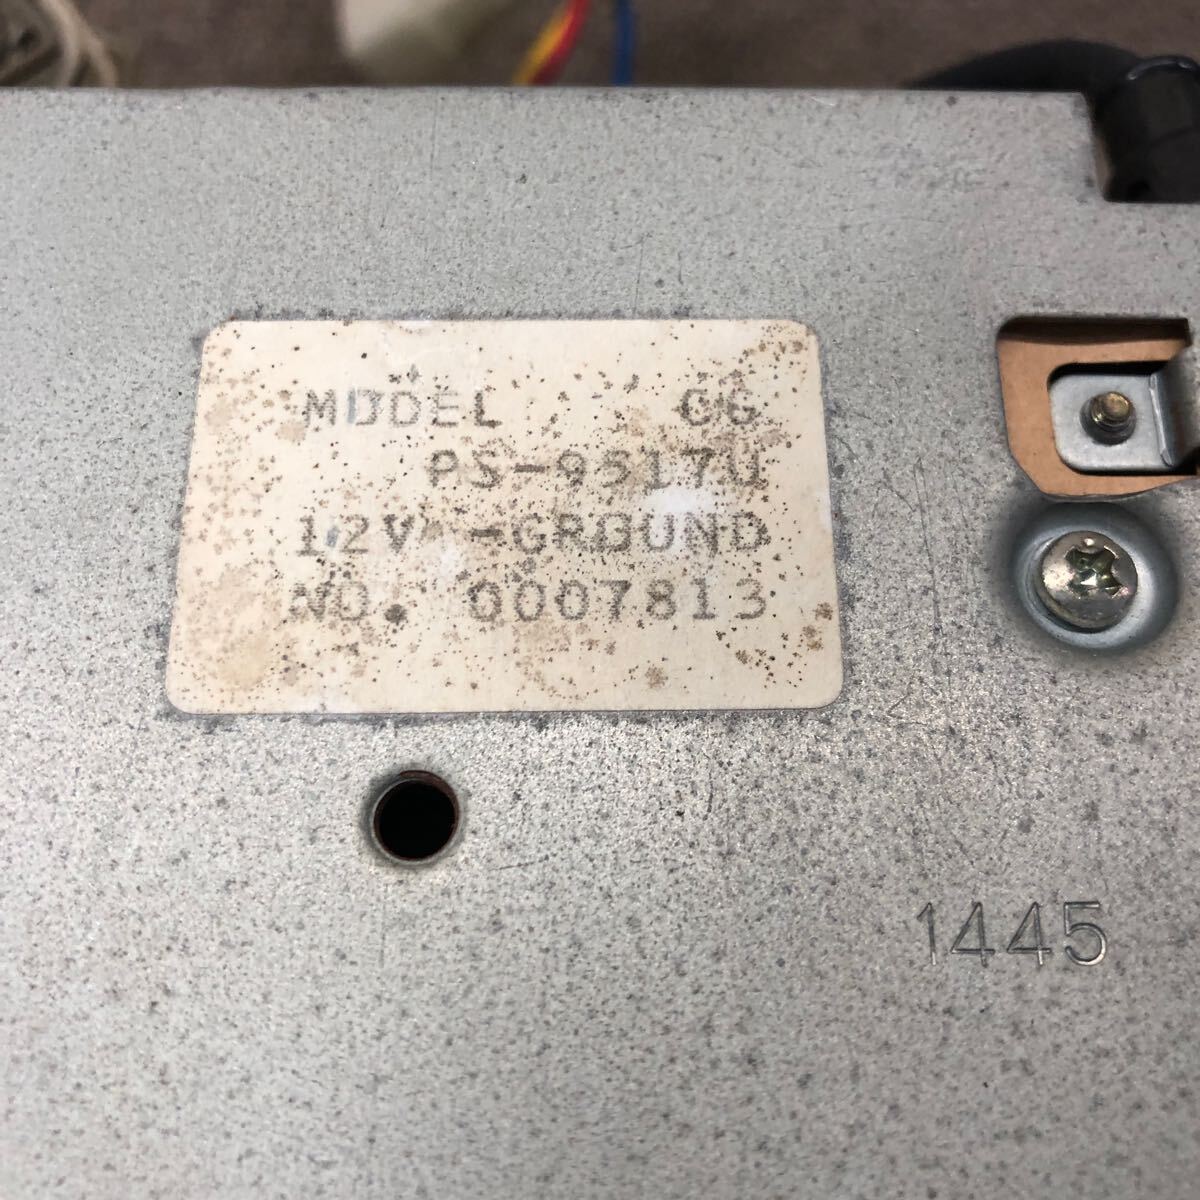 MODEL CG
PS-9517U
12V -GROUND
NO. 0007813
1445